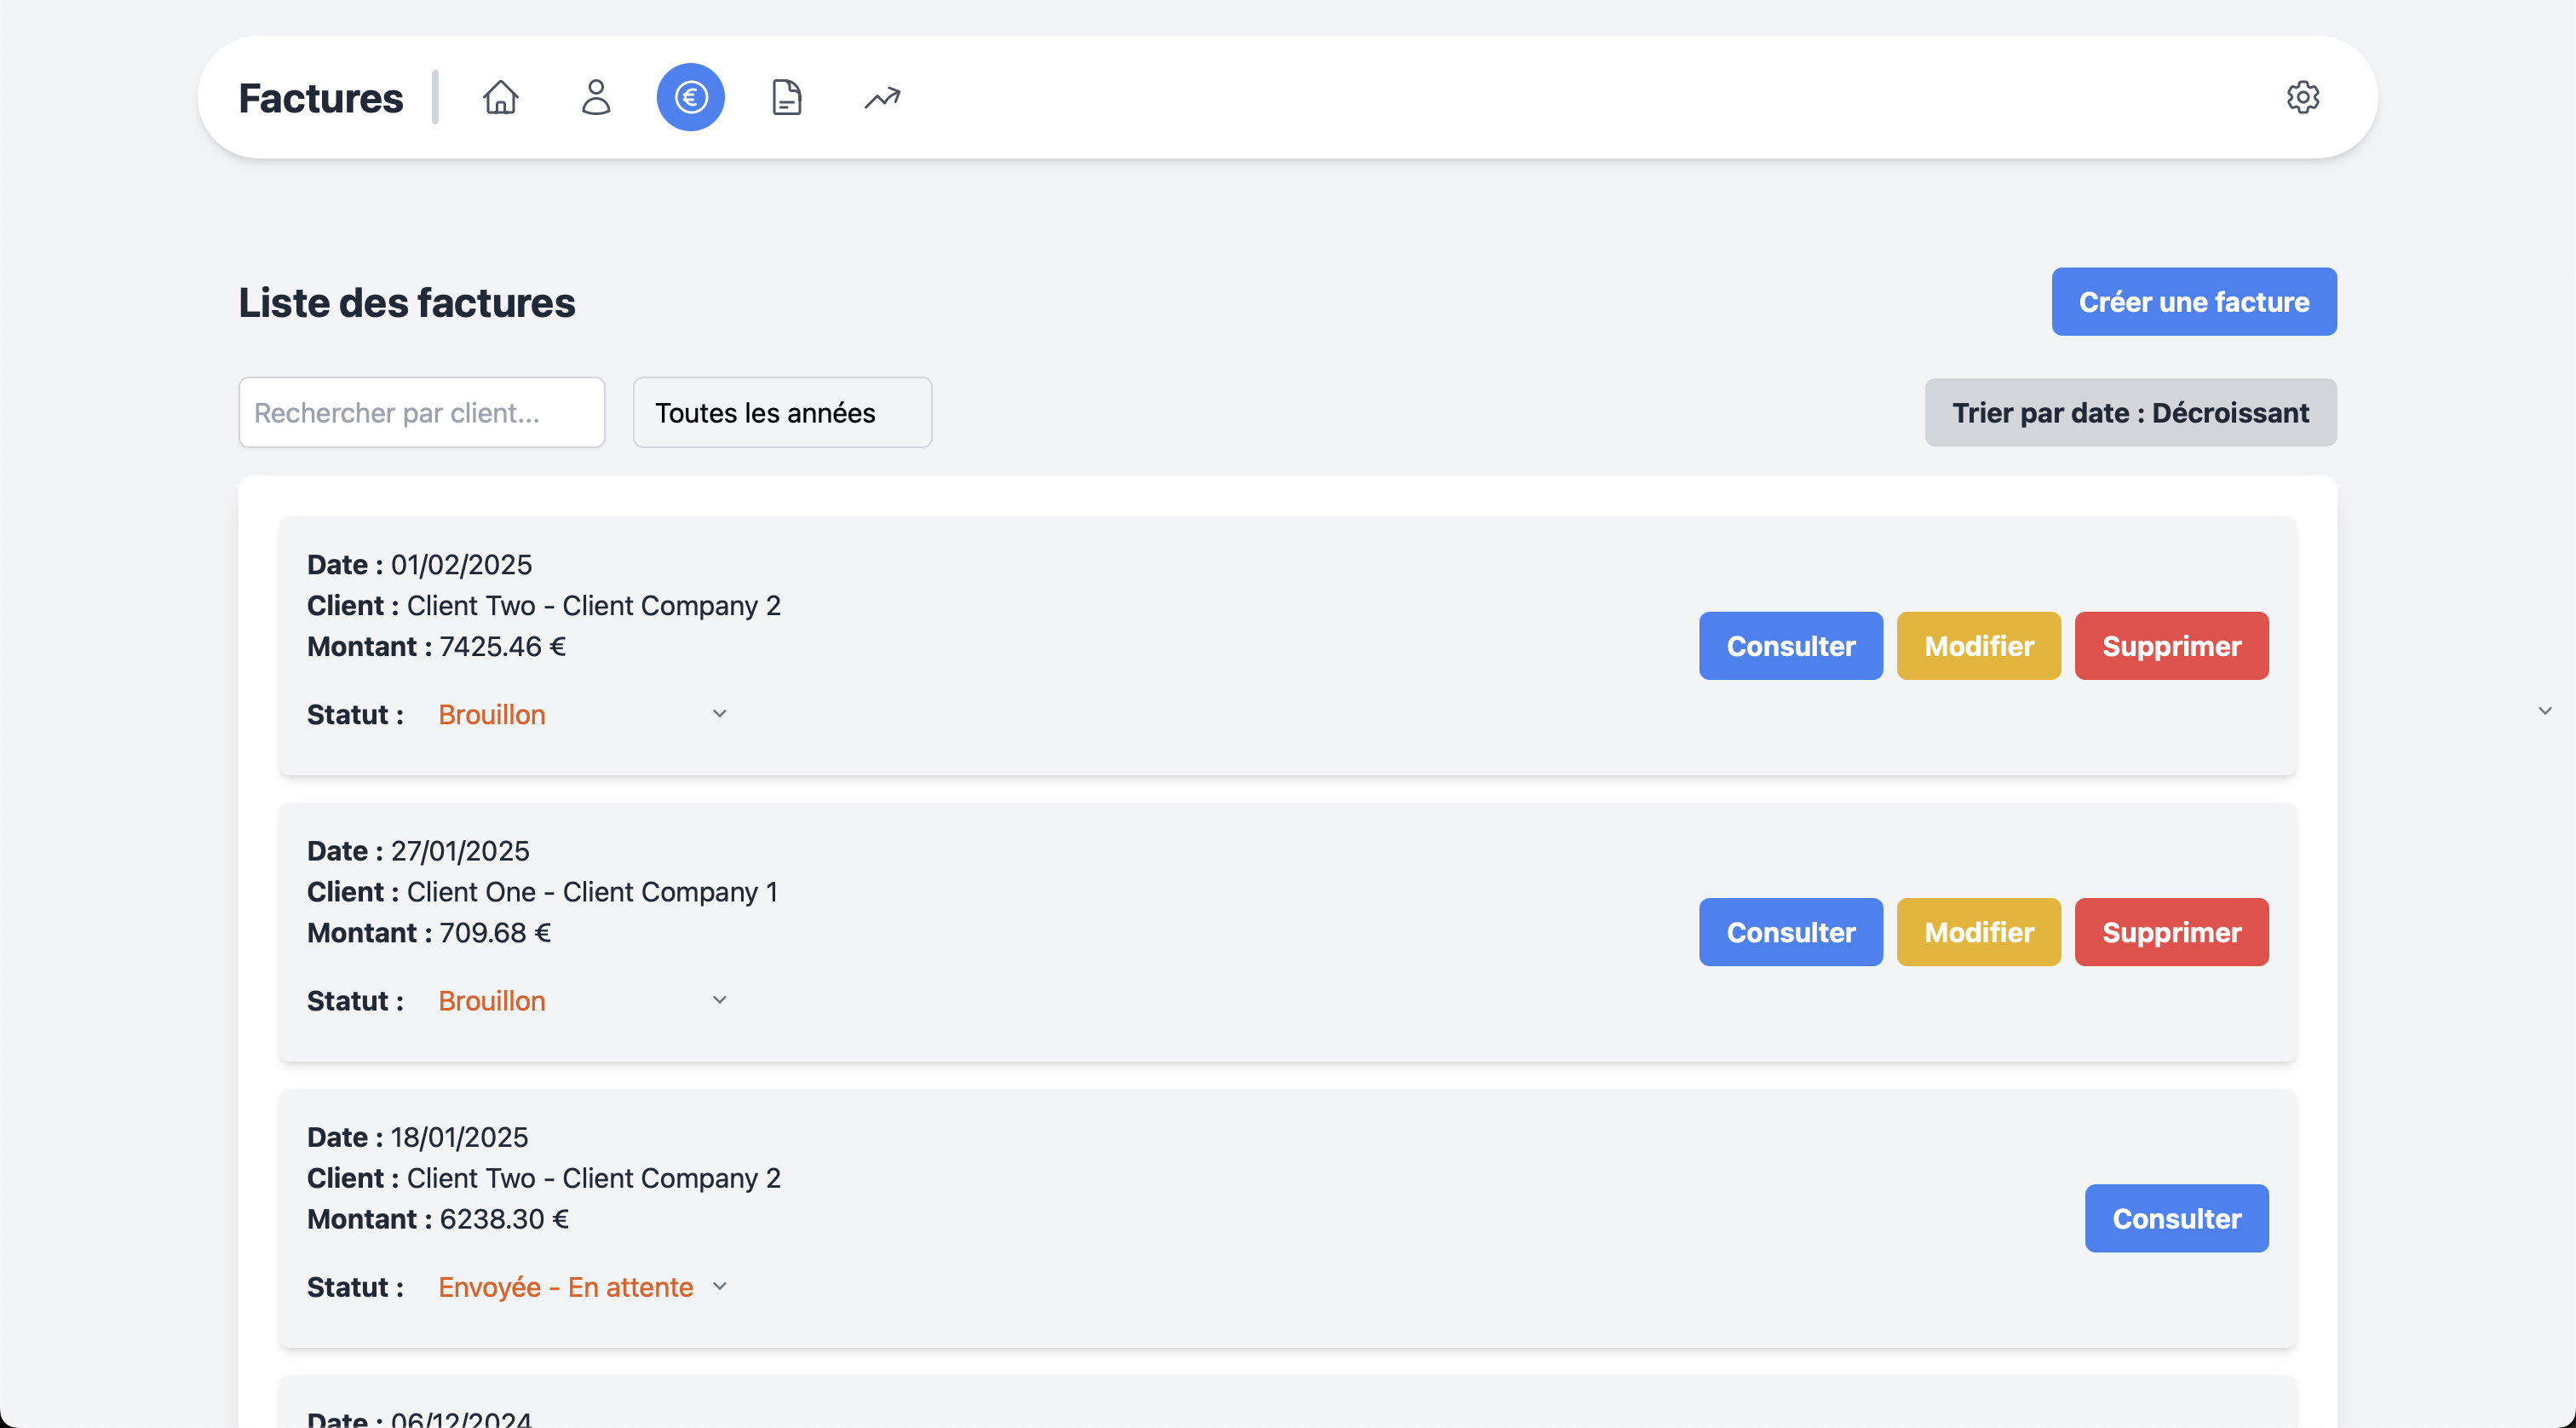 Factures
Liste des factures
Créer une facture
Rechercher par client...
Toutes les années
Trier par date : Décroissant
Date : 01/02/2025
Client : Client Two - Client Company 2
Montant : 7425.46 €
Statut : Brouillon
Consulter Modifier Supprimer
Date : 27/01/2025
Client : Client One - Client Company 1
Montant : 709.68 €
Statut : Brouillon
Consulter Modifier Supprimer
Date : 18/01/2025
Client : Client Two - Client Company 2
Montant : 6238.30 €
Statut : Envoyée - En attente
Consulter
Date : 06/12/2024